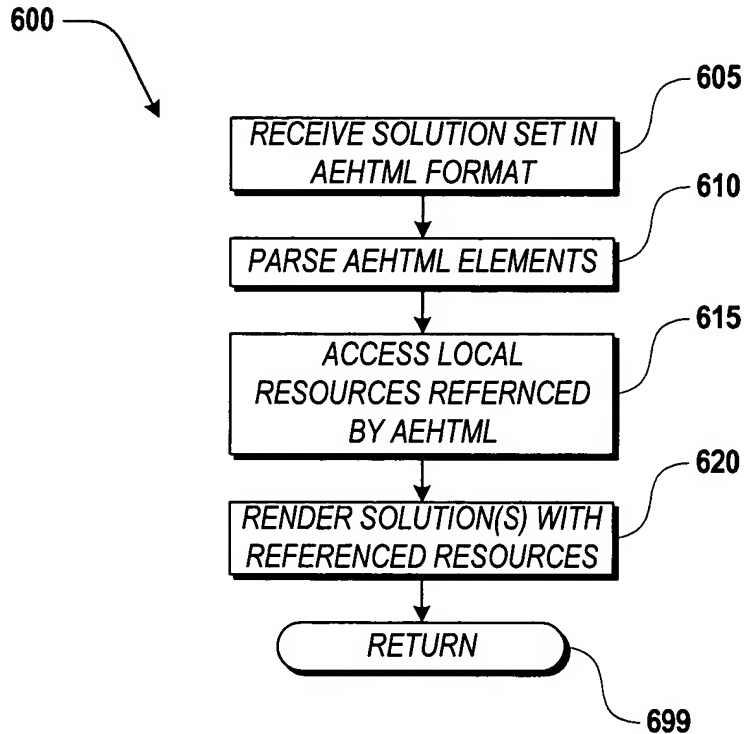 600
605
RECEIVE SOLUTION SET IN
AEHTML FORMAT
610
PARSE AEHTML ELEMENTS
615
ACCESS LOCAL
RESOURCES REFERNCED
BY AEHTML
620
RENDER SOLUTION(S) WITH
REFERENCED RESOURCES
RETURN
699